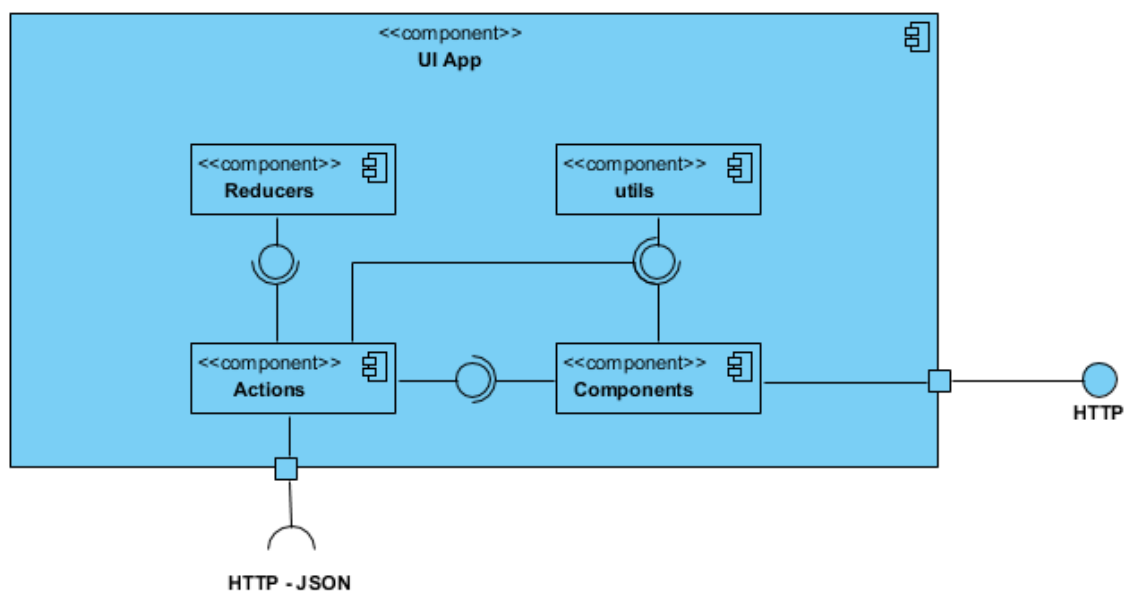 <<component>>
UI App
<<component>>
Reducers
<<component>>
utils
<<component>>
Actions
<<component>>
Components
HTTP
HTTP - JSON